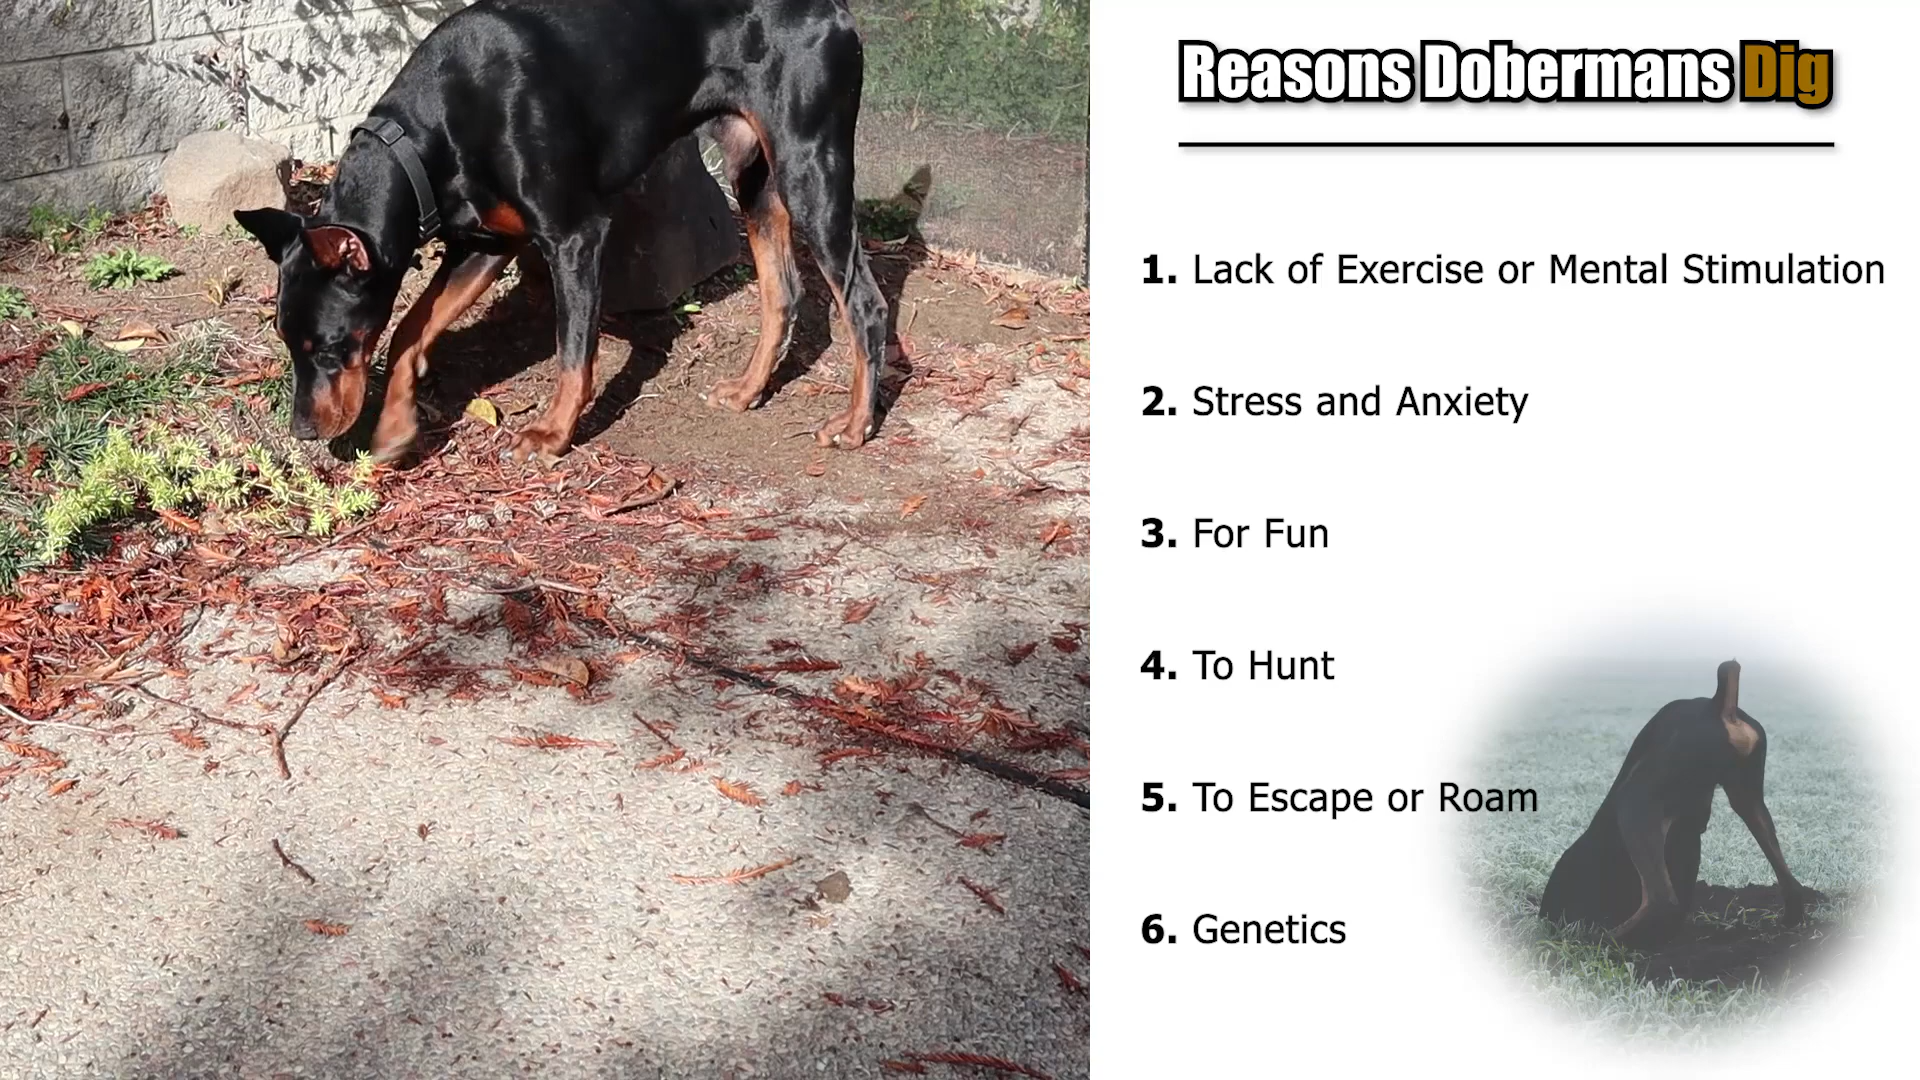 Reasons Dobermans Dig
1. Lack of Exercise or Mental Stimulation
2. Stress and Anxiety
3. For Fun
4. To Hunt
5. To Escape or Roam
6. Genetics